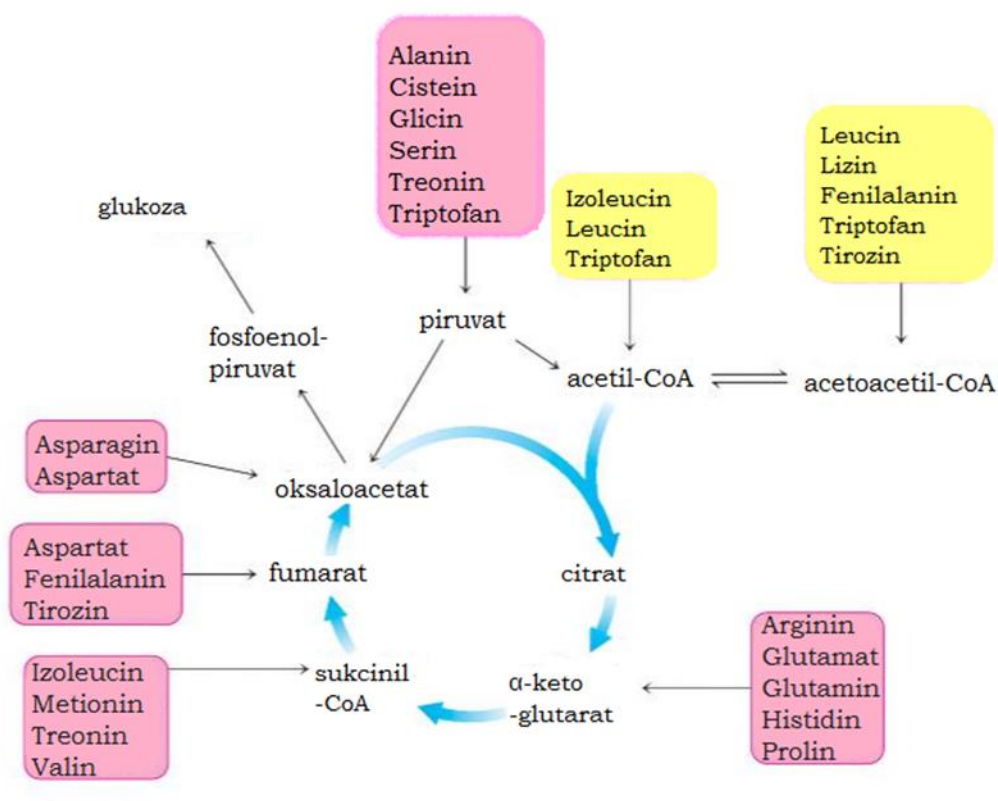 Alanin
Cistein
Glicin
Serin
Treonin
Triptofan
Leucin
Lizin
Fenilalanin
Triptofan
Tirozin
Izoleucin
Leucin
Triptofan
glukoza
piruvat
fosfoenol-
piruvat
acetil-CoA
acetoacetil-CoA
Asparagin
Aspartat
oksaloacetat
Aspartat
Fenilalanin
Tirozin
fumarat
citrat
Izoleucin
Metionin
Treonin
Valin
sukcinil
-CoA
α-keto
-glutarat
Arginin
Glutamat
Glutamin
Histidin
Prolin